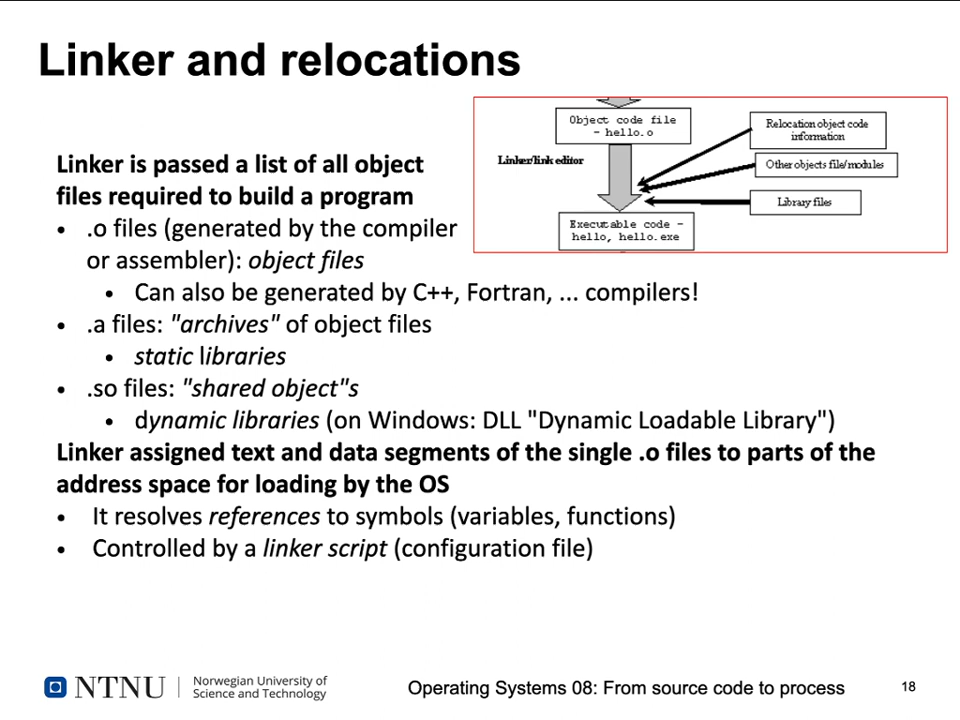 Linker and relocations
Object code file
- hello.o
Relocation object code
information
Linker/link editor
Other objects file/modules
Library files
Executable code -
hello, hello.exe
Linker is passed a list of all object
files required to build a program
• .o files (generated by the compiler
or assembler): object files
• Can also be generated by C++, Fortran, ... compilers!
• .a files: "archives" of object files
• static libraries
• .so files: "shared object"s
• dynamic libraries (on Windows: DLL "Dynamic Loadable Library")
Linker assigned text and data segments of the single .o files to parts of the
address space for loading by the OS
• It resolves references to symbols (variables, functions)
• Controlled by a linker script (configuration file)
NTNU
Norwegian University of
Science and Technology
Operating Systems 08: From source code to process
18